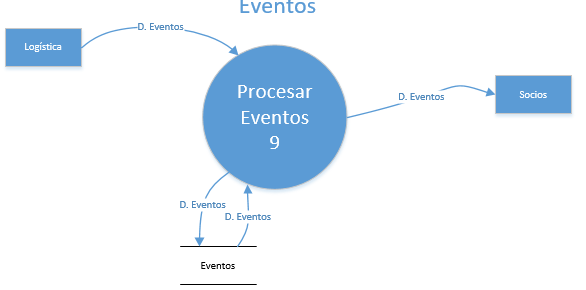 Eventos
D. Eventos
Logística
Procesar
Eventos
9
D. Eventos
Socios
D. Eventos
D. Eventos
Eventos